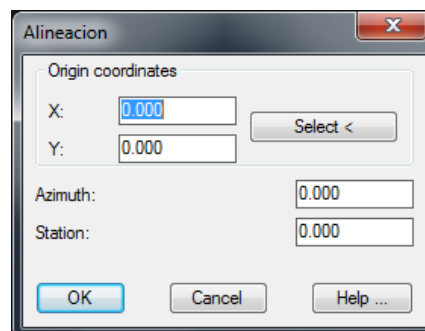 Alineacion
Origin coordinates
X: 0.000
Select <
Y: 0.000
Azimuth: 0.000
Station: 0.000
OK Cancel Help ...